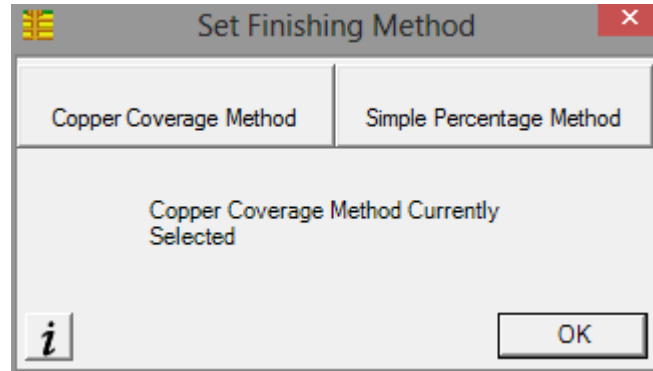 Set Finishing Method
Copper Coverage Method
Simple Percentage Method
Copper Coverage Method Currently
Selected
i
OK